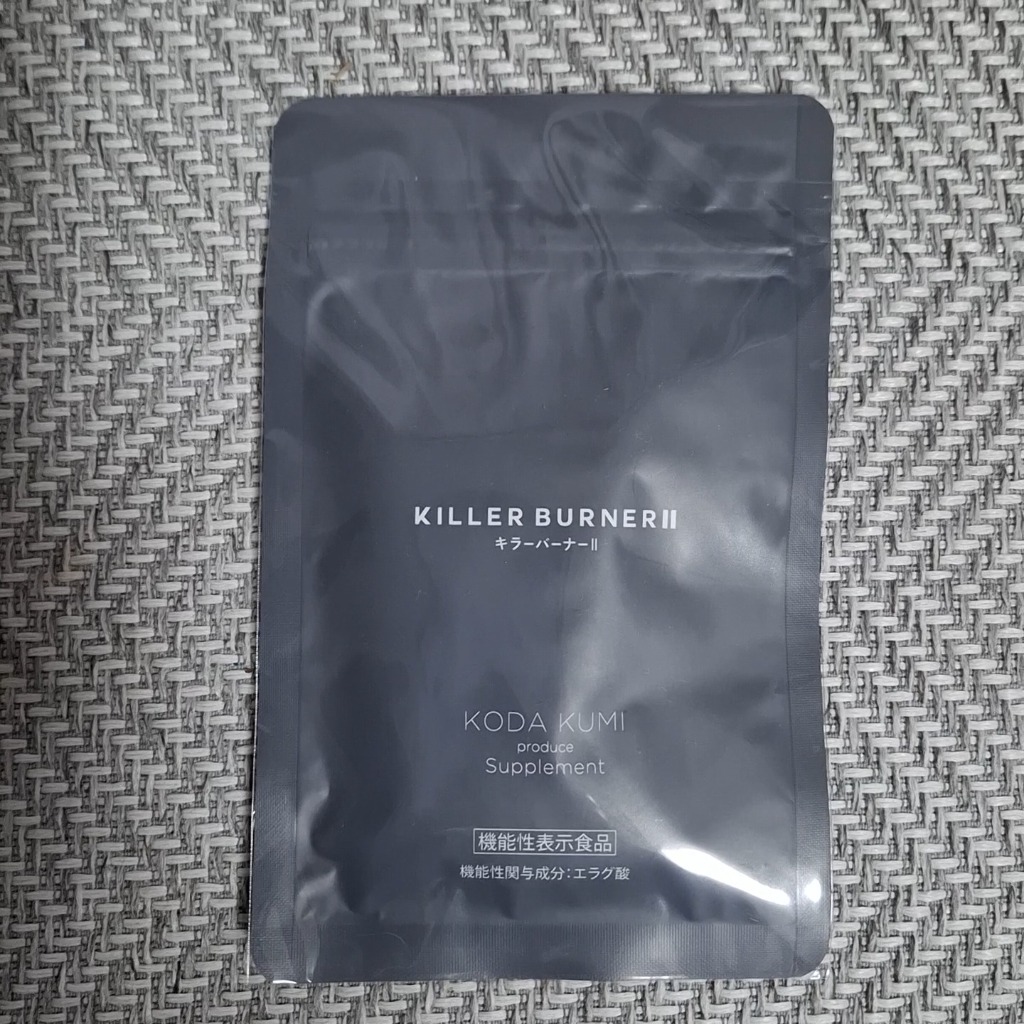 KILLER BURNERⅡ
キラーバーナーⅡ
KODA KUMI
produce
Supplement
機能性表示食品
機能性関与成分：エラグ酸